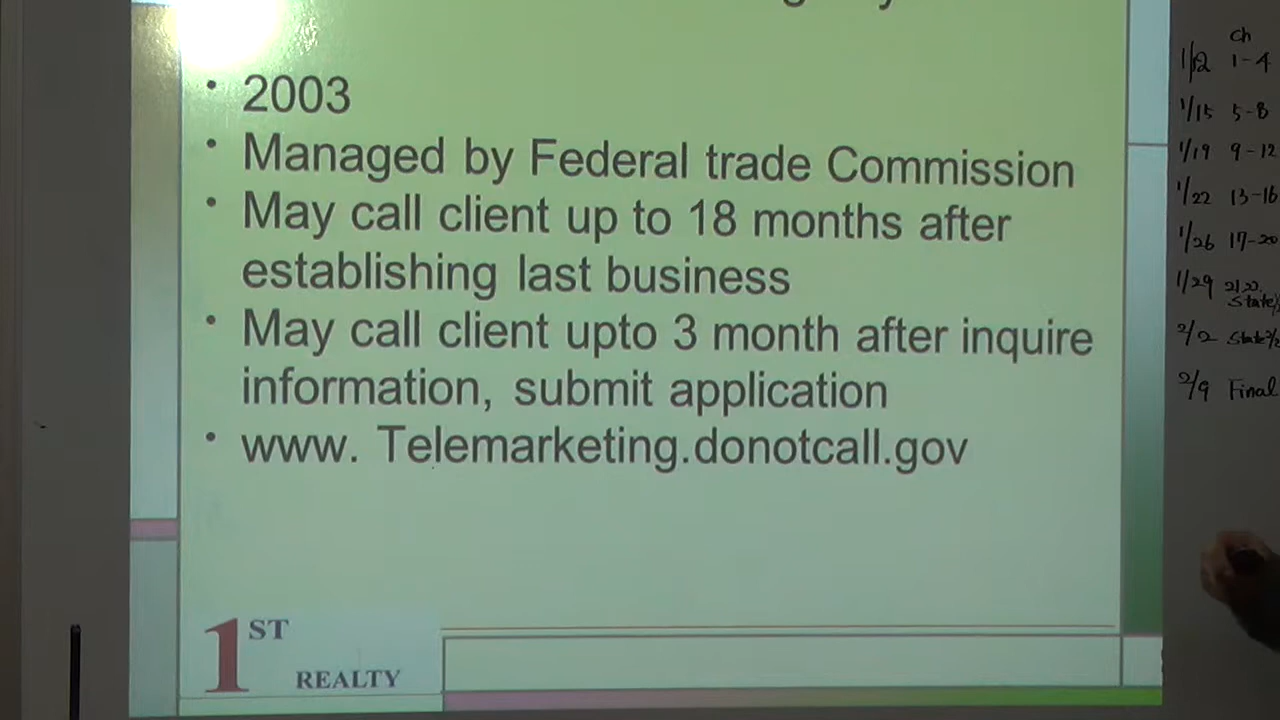 • 2003
• Managed by Federal trade Commission
• May call client up to 18 months after
establishing last business
• May call client upto 3 month after inquire
information, submit application
• www. Telemarketing.donotcall.gov
1ST
REALTY
Ch
1/12 1-4
1/15 5-8
1/19 9-12
1/22 13-16
1/26 17-20
1/29
State
2/2 State
2/9 Final